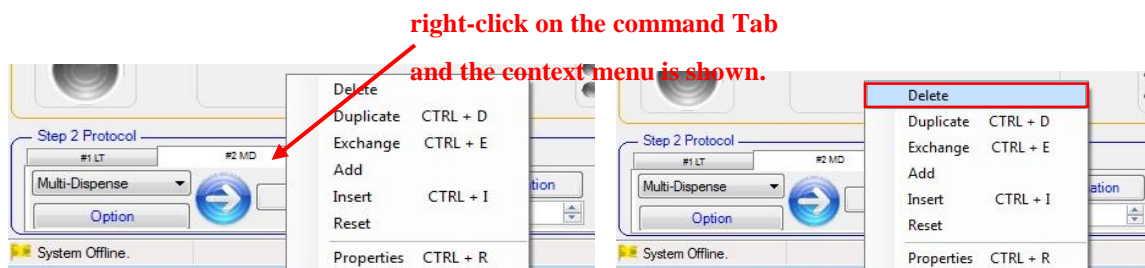 right-click on the command Tab
and the context menu is shown.
Delete
Duplicate CTRL + D
Exchange CTRL + E
Add
Insert CTRL + I
Reset
Properties CTRL + R
Step 2 Protocol
#1 LT
#2 MD
Multi-Dispense
Option
tion
System Offline.
Delete
Duplicate CTRL + D
Exchange CTRL + E
Add
Insert CTRL + I
Reset
Properties CTRL + R
Step 2 Protocol
#1 LT
#2 MD
Multi-Dispense
Option
ation
System Offline.